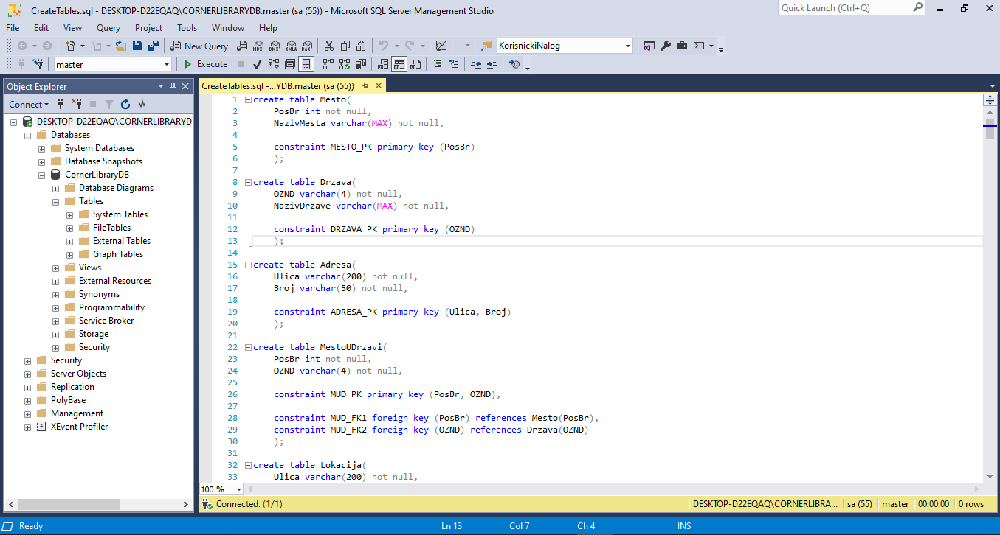 CreateTables.sql - DESKTOP-D22EQAQ\CORNERLIBRARYDB.master (sa (55)) - Microsoft SQL Server Management Studio
Quick Launch (Ctrl+Q)
File Edit View Query Project Tools Window Help
New Query MDX DMX XMLA DAX KorisnickiNalog
master Execute
Object Explorer
Connect
DESKTOP-D22EQAQ\CORNERLIBRARYD
Databases
System Databases
Database Snapshots
CornerLibraryDB
Database Diagrams
Tables
System Tables
FileTables
External Tables
Graph Tables
Views
External Resources
Synonyms
Programmability
Service Broker
Storage
Security
Security
Server Objects
Replication
PolyBase
Management
XEvent Profiler
CreateTables.sql -...YDB.master (sa (55))
1 create table Mesto(
2 PosBr int not null,
3 NazivMesta varchar(MAX) not null,
4
5 constraint MESTO_PK primary key (PosBr)
6 );
7
8 create table Drzava(
9 OZND varchar(4) not null,
10 NazivDrzave varchar(MAX) not null,
11
12 constraint DRZAVA_PK primary key (OZND)
13 );
14
15 create table Adresa(
16 Ulica varchar(200) not null,
17 Broj varchar(50) not null,
18
19 constraint ADRESA_PK primary key (Ulica, Broj)
20 );
21
22 create table MestoUDrzavi(
23 PosBr int not null,
24 OZND varchar(4) not null,
25
26 constraint MUD_PK primary key (PosBr, OZND),
27
28 constraint MUD_FK1 foreign key (PosBr) references Mesto(PosBr),
29 constraint MUD_FK2 foreign key (OZND) references Drzava(OZND)
30 );
31
32 create table Lokacija(
33 Ulica varchar(200) not null,
100 %
Connected. (1/1) DESKTOP-D22EQAQ\CORNERLIBRA... sa (55) master 00:00:00 0 rows
Ready Ln 13 Col 7 Ch 4 INS